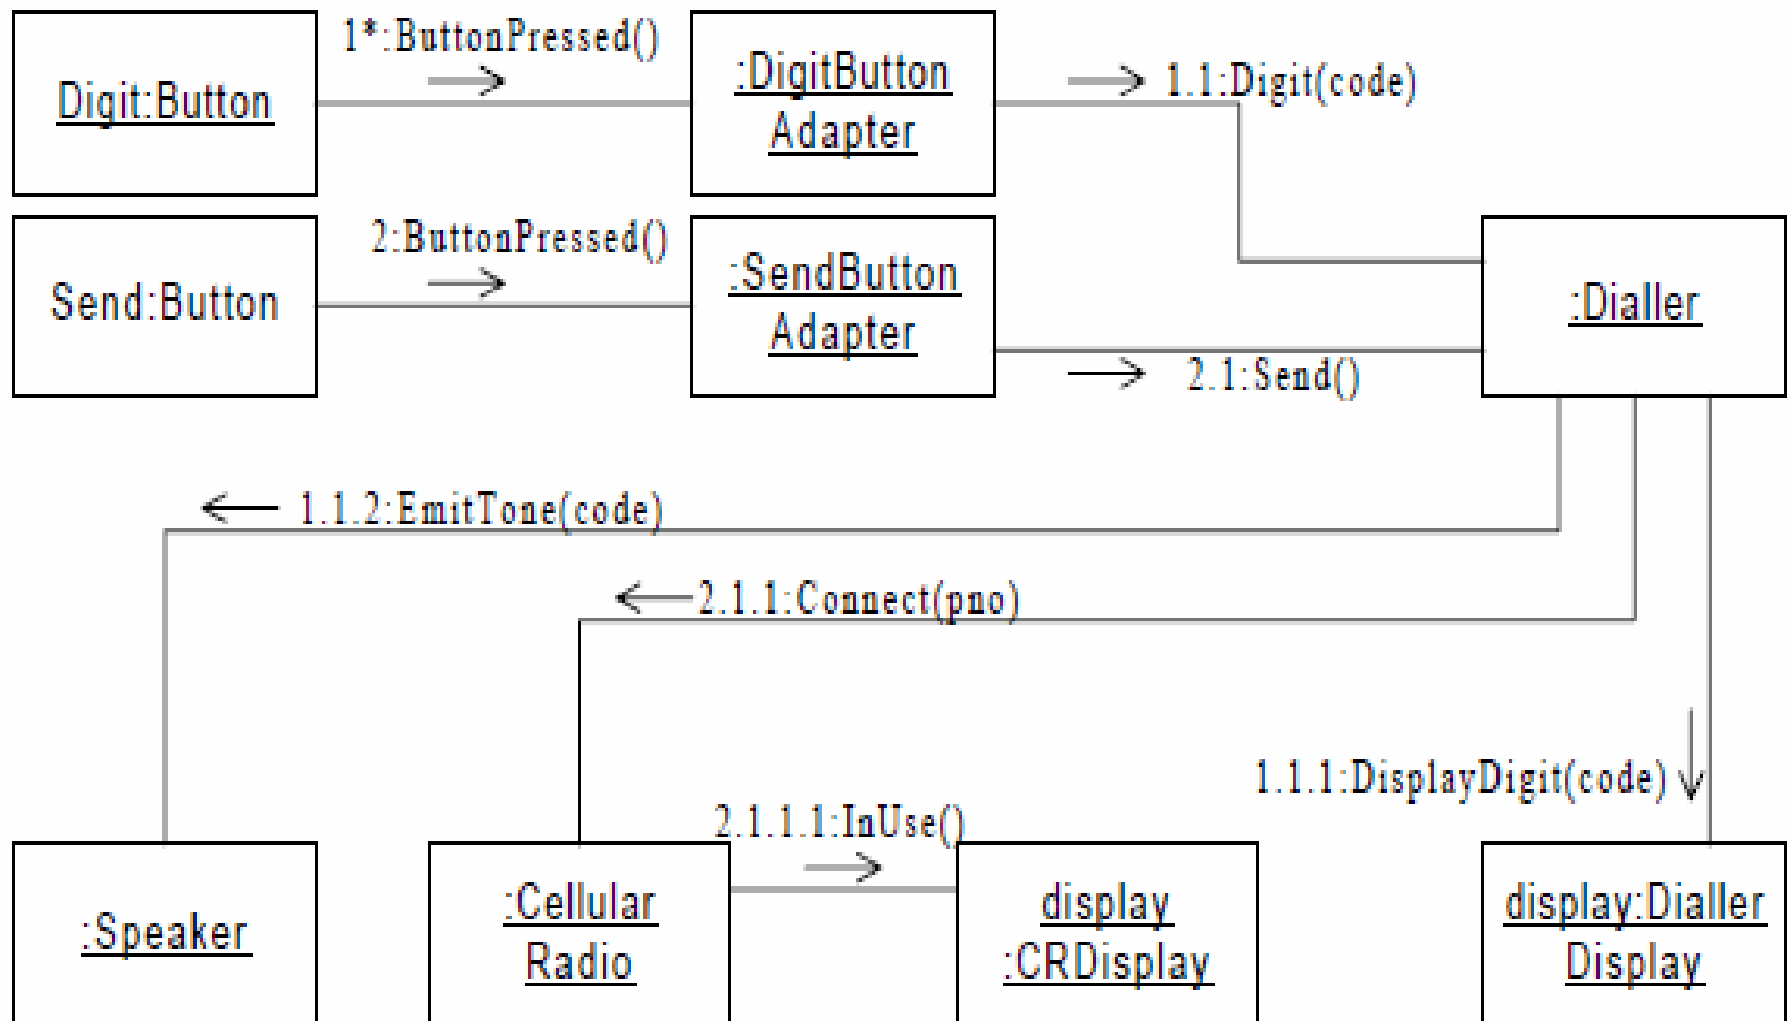 1*:ButtonPressed()
Digit:Button
:DigitButton
Adapter
1.1:Digit(code)
2:ButtonPressed()
Send:Button
:SendButton
Adapter
2.1:Send()
:Dialler
1.1.2:EmitTone(code)
2.1.1:Connect(pno)
1.1.1:DisplayDigit(code)
2.1.1.1:InUse()
:Speaker
:Cellular
Radio
display
:CRDisplay
display:Dialler
Display